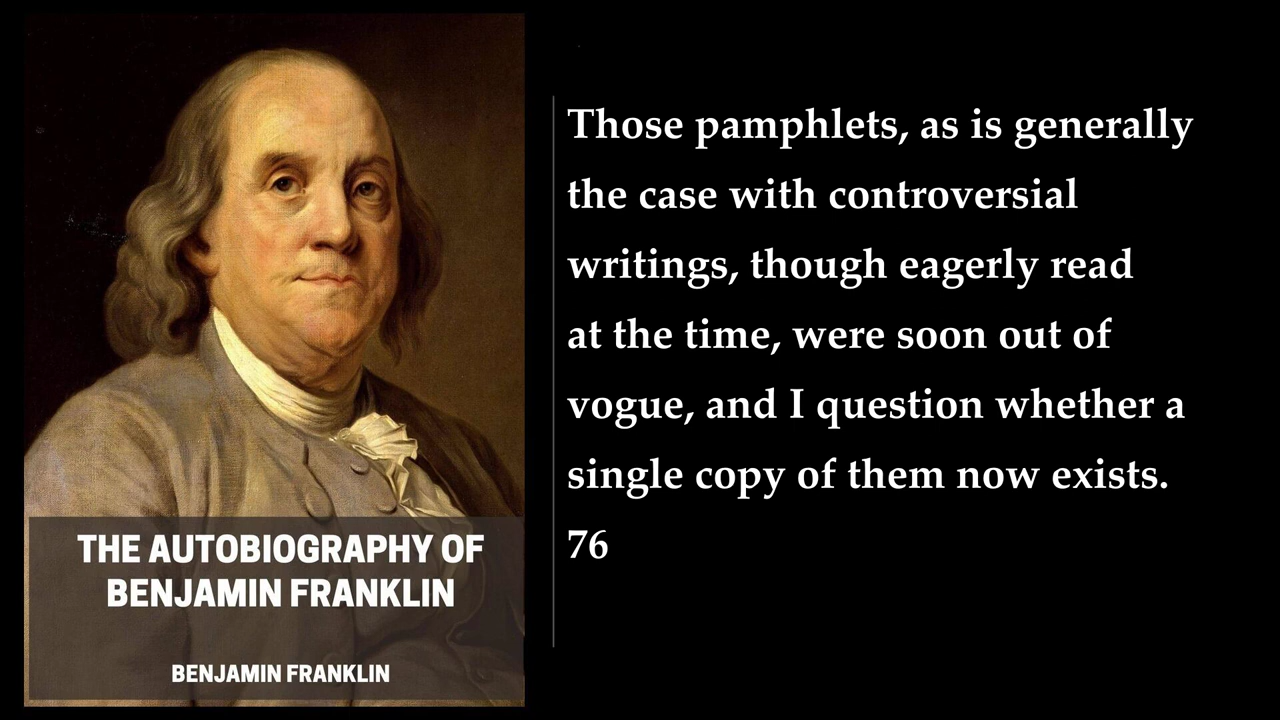 THE AUTOBIOGRAPHY OF
BENJAMIN FRANKLIN
BENJAMIN FRANKLIN
Those pamphlets, as is generally
the case with controversial
writings, though eagerly read
at the time, were soon out of
vogue, and I question whether a
single copy of them now exists.
76